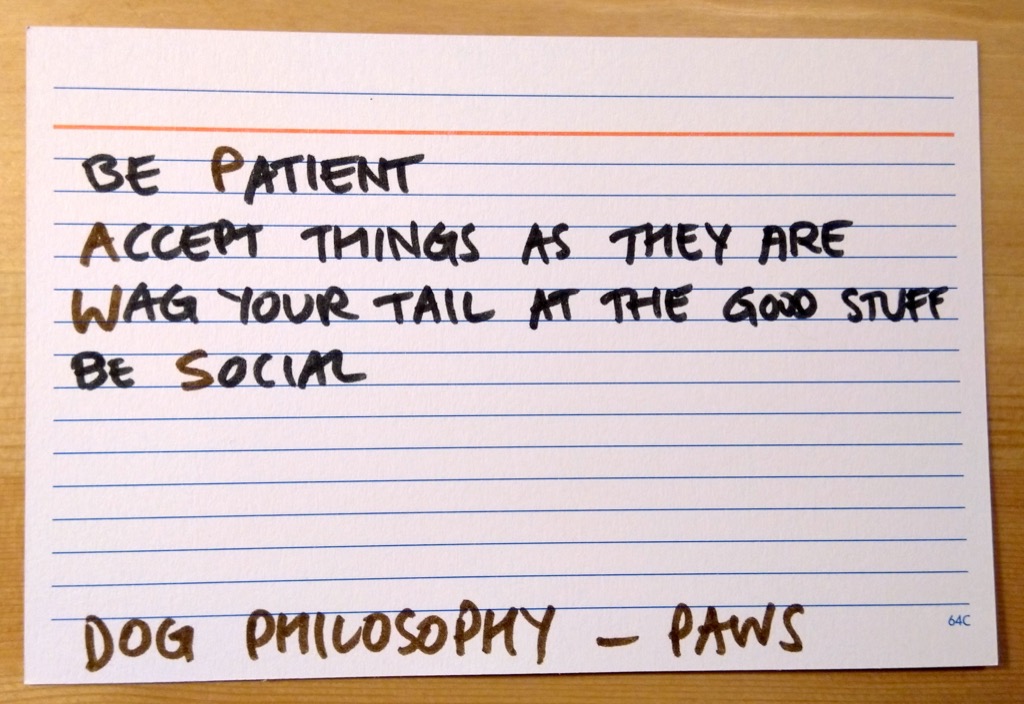 BE PATIENT
ACCEPT THINGS AS THEY ARE
WAG YOUR TAIL AT THE GOOD STUFF
BE SOCIAL
64C
DOG PHILOSOPHY – PAWS